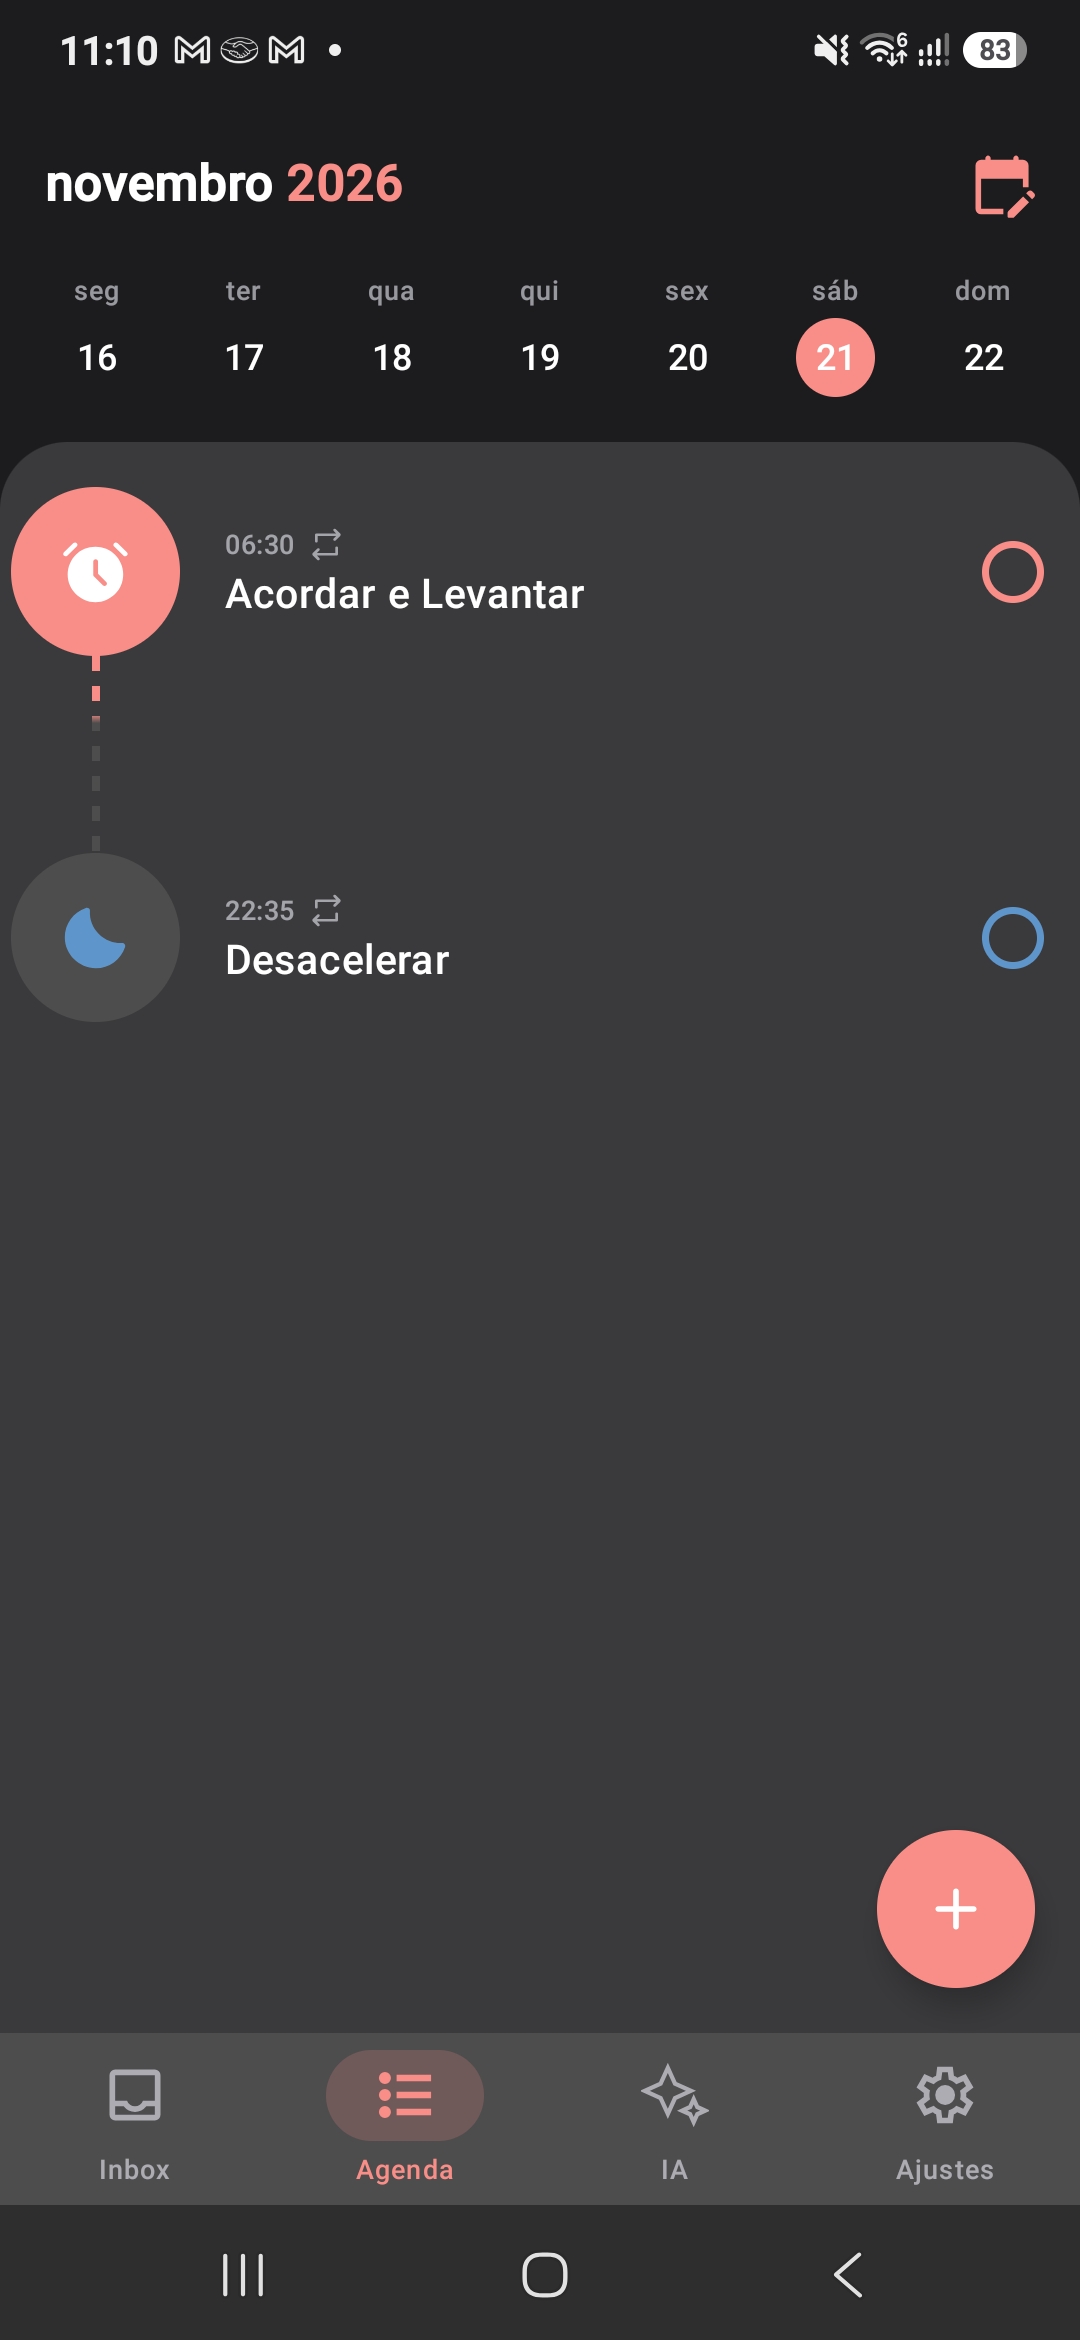 11:10
6
83
novembro 2026
seg ter qua qui sex sáb dom
16 17 18 19 20 21 22
06:30
Acordar e Levantar
22:35
Desacelerar
Inbox Agenda IA Ajustes